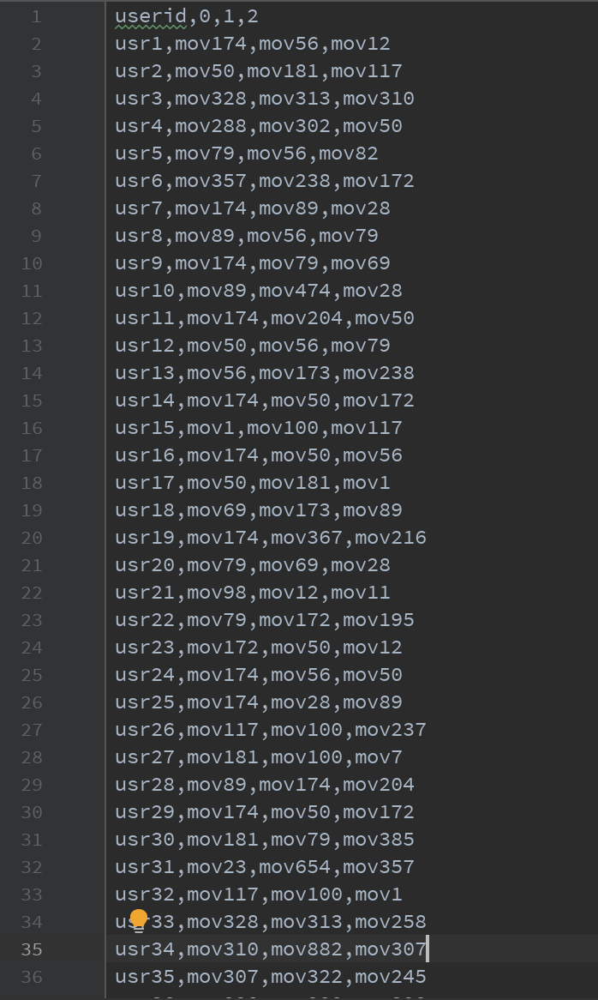 1 userid,0,1,2
2 usr1,mov174,mov56,mov12
3 usr2,mov50,mov181,mov117
4 usr3,mov328,mov313,mov310
5 usr4,mov288,mov302,mov50
6 usr5,mov79,mov56,mov82
7 usr6,mov357,mov238,mov172
8 usr7,mov174,mov89,mov28
9 usr8,mov89,mov56,mov79
10 usr9,mov174,mov79,mov69
11 usr10,mov89,mov474,mov28
12 usr11,mov174,mov204,mov50
13 usr12,mov50,mov56,mov79
14 usr13,mov56,mov173,mov238
15 usr14,mov174,mov50,mov172
16 usr15,mov1,mov100,mov117
17 usr16,mov174,mov50,mov56
18 usr17,mov50,mov181,mov1
19 usr18,mov69,mov173,mov89
20 usr19,mov174,mov367,mov216
21 usr20,mov79,mov69,mov28
22 usr21,mov98,mov12,mov11
23 usr22,mov79,mov172,mov195
24 usr23,mov172,mov50,mov12
25 usr24,mov174,mov56,mov50
26 usr25,mov174,mov28,mov89
27 usr26,mov117,mov100,mov237
28 usr27,mov181,mov100,mov7
29 usr28,mov89,mov174,mov204
30 usr29,mov174,mov50,mov172
31 usr30,mov181,mov79,mov385
32 usr31,mov23,mov654,mov357
33 usr32,mov117,mov100,mov1
34 usr33,mov328,mov313,mov258
35 usr34,mov310,mov882,mov307
36 usr35,mov307,mov322,mov245